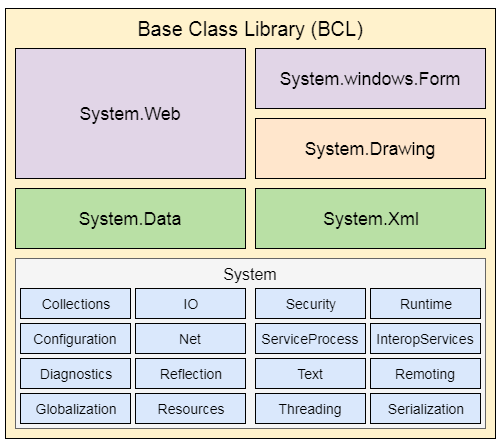 Base Class Library (BCL)
System.Web
System.windows.Form
System.Drawing
System.Data
System.Xml
System
Collections
IO
Security
Runtime
Configuration
Net
ServiceProcess
InteropServices
Diagnostics
Reflection
Text
Remoting
Globalization
Resources
Threading
Serialization